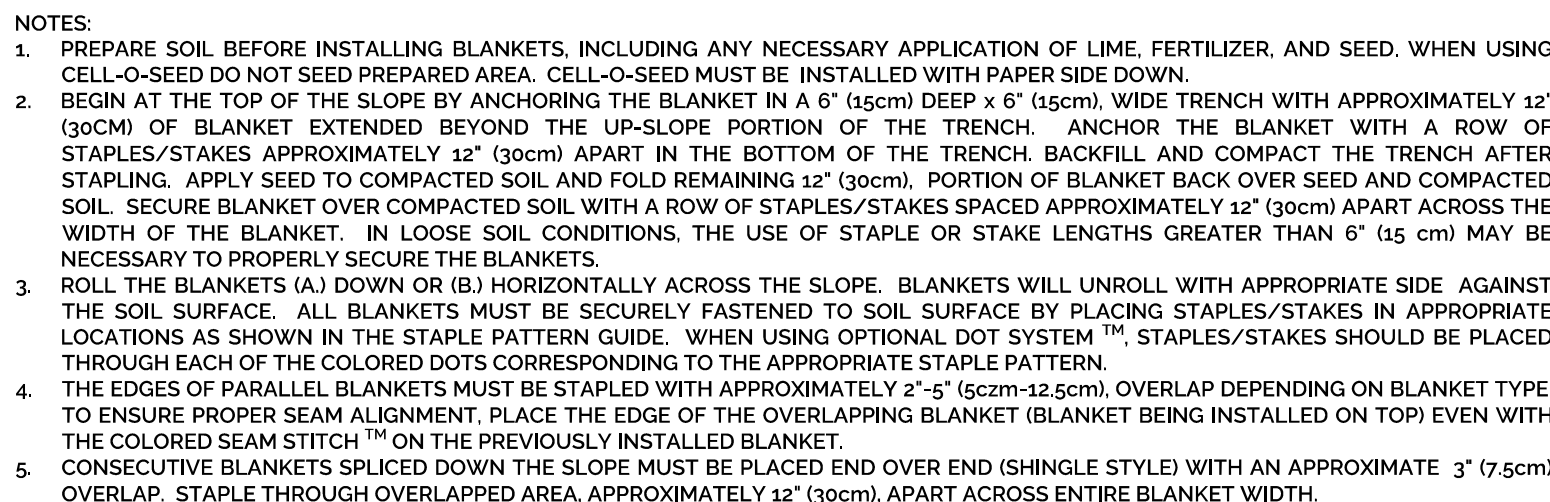 NOTES:
1. PREPARE SOIL BEFORE INSTALLING BLANKETS, INCLUDING ANY NECESSARY APPLICATION OF LIME, FERTILIZER, AND SEED. WHEN USING
CELL-O-SEED DO NOT SEED PREPARED AREA. CELL-O-SEED MUST BE INSTALLED WITH PAPER SIDE DOWN.
2. BEGIN AT THE TOP OF THE SLOPE BY ANCHORING THE BLANKET IN A 6" (15cm) DEEP x 6" (15cm), WIDE TRENCH WITH APPROXIMATELY 12"
(30CM) OF BLANKET EXTENDED BEYOND THE UP-SLOPE PORTION OF THE TRENCH. ANCHOR THE BLANKET WITH A ROW OF
STAPLES/STAKES APPROXIMATELY 12" (30cm) APART IN THE BOTTOM OF THE TRENCH. BACKFILL AND COMPACT THE TRENCH AFTER
STAPLING. APPLY SEED TO COMPACTED SOIL AND FOLD REMAINING 12" (30cm), PORTION OF BLANKET BACK OVER SEED AND COMPACTED
SOIL. SECURE BLANKET OVER COMPACTED SOIL WITH A ROW OF STAPLES/STAKES SPACED APPROXIMATELY 12" (30cm) APART ACROSS THE
WIDTH OF THE BLANKET. IN LOOSE SOIL CONDITIONS, THE USE OF STAPLE OR STAKE LENGTHS GREATER THAN 6" (15 cm) MAY BE
NECESSARY TO PROPERLY SECURE THE BLANKETS.
3. ROLL THE BLANKETS (A.) DOWN OR (B.) HORIZONTALLY ACROSS THE SLOPE. BLANKETS WILL UNROLL WITH APPROPRIATE SIDE AGAINST
THE SOIL SURFACE. ALL BLANKETS MUST BE SECURELY FASTENED TO SOIL SURFACE BY PLACING STAPLES/STAKES IN APPROPRIATE
LOCATIONS AS SHOWN IN THE STAPLE PATTERN GUIDE. WHEN USING OPTIONAL DOT SYSTEM ™, STAPLES/STAKES SHOULD BE PLACED
THROUGH EACH OF THE COLORED DOTS CORRESPONDING TO THE APPROPRIATE STAPLE PATTERN.
4. THE EDGES OF PARALLEL BLANKETS MUST BE STAPLED WITH APPROXIMATELY 2"-5" (5czm-12.5cm), OVERLAP DEPENDING ON BLANKET TYPE
TO ENSURE PROPER SEAM ALIGNMENT, PLACE THE EDGE OF THE OVERLAPPING BLANKET (BLANKET BEING INSTALLED ON TOP) EVEN WITH
THE COLORED SEAM STITCH ™ ON THE PREVIOUSLY INSTALLED BLANKET.
5. CONSECUTIVE BLANKETS SPLICED DOWN THE SLOPE MUST BE PLACED END OVER END (SHINGLE STYLE) WITH AN APPROXIMATE 3" (7.5cm)
OVERLAP. STAPLE THROUGH OVERLAPPED AREA, APPROXIMATELY 12" (30cm), APART ACROSS ENTIRE BLANKET WIDTH.